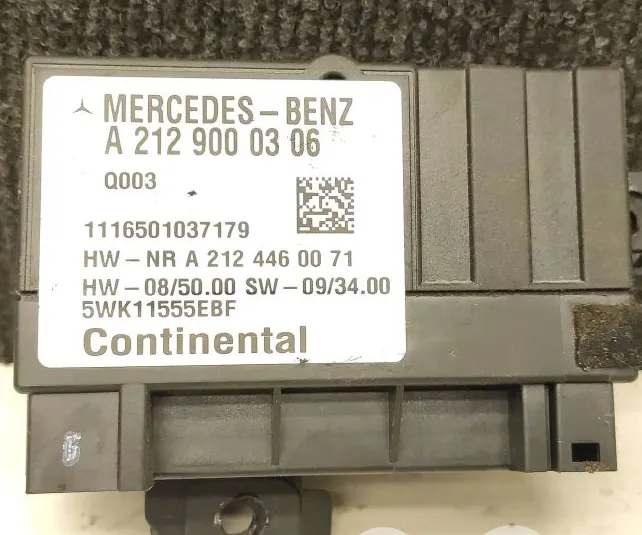 MERCEDES-BENZ
A 212 900 03 06
Q003
1116501037179
HW-NR A 212 446 00 71
HW-08/50.00 SW-09/34.00
5WK11555EBF
Continental